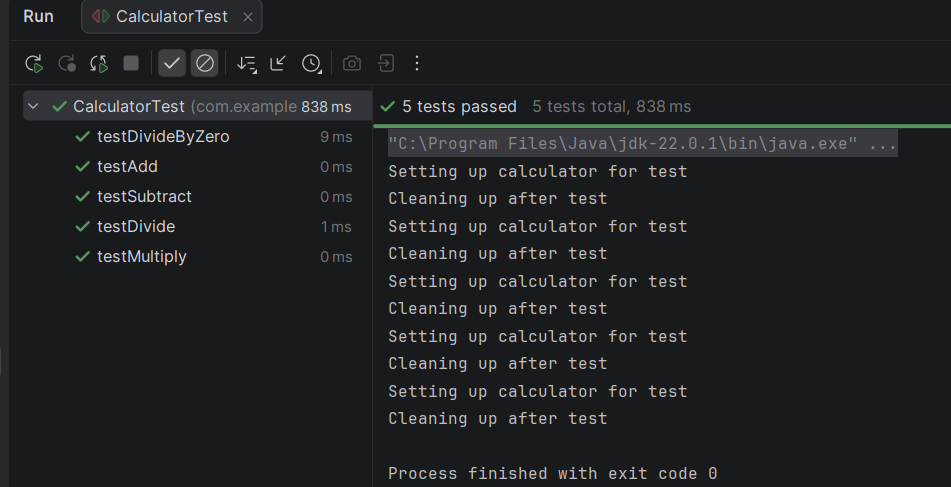 Run CalculatorTest
CalculatorTest (com.example 838 ms
testDivideByZero 9 ms
testAdd 0 ms
testSubtract 0 ms
testDivide 1 ms
testMultiply 0 ms
5 tests passed 5 tests total, 838 ms
"C:\Program Files\Java\jdk-22.0.1\bin\java.exe" ...
Setting up calculator for test
Cleaning up after test
Setting up calculator for test
Cleaning up after test
Setting up calculator for test
Cleaning up after test
Setting up calculator for test
Cleaning up after test
Setting up calculator for test
Cleaning up after test
Process finished with exit code 0